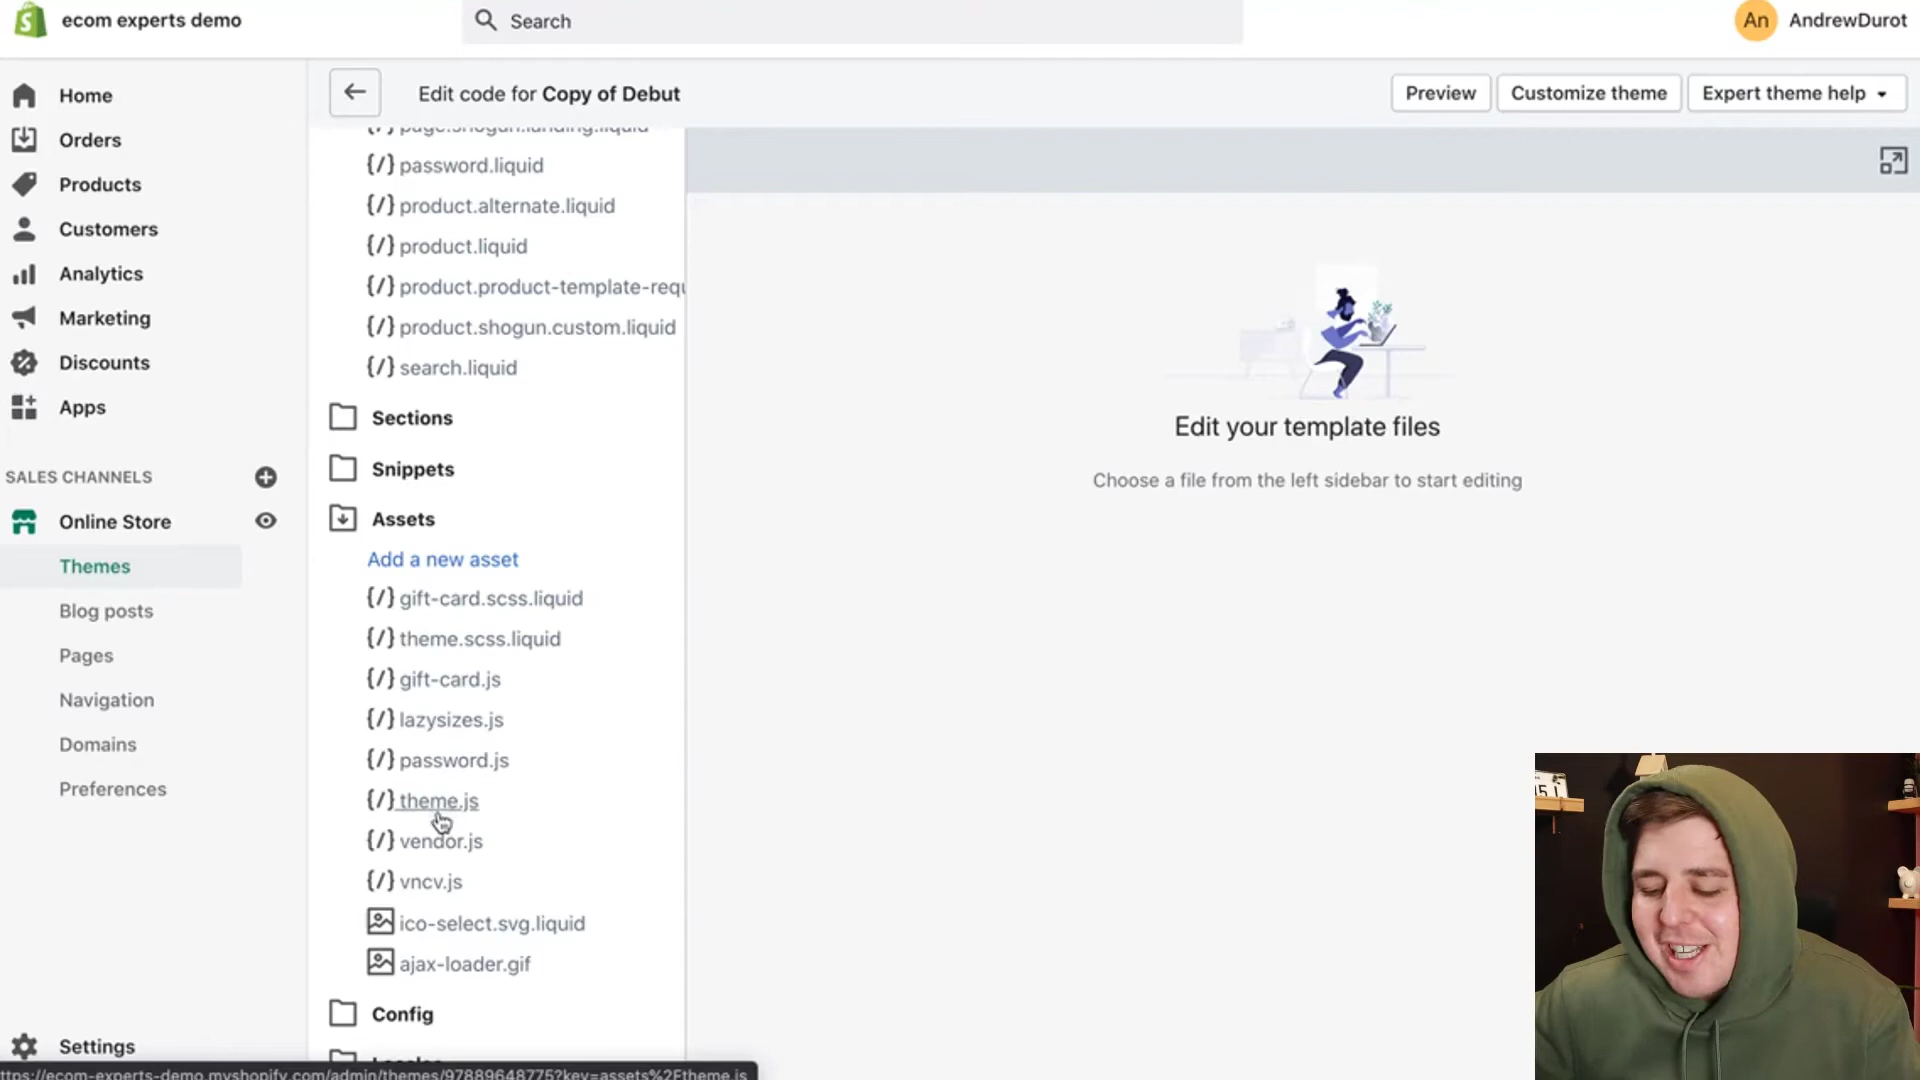 ecom experts demo
Search
An
AndrewDurot
Home
Orders
Products
Customers
Analytics
Marketing
Discounts
Apps
SALES CHANNELS
Online Store
Themes
Blog posts
Pages
Navigation
Domains
Preferences
Settings
Edit code for Copy of Debut
Preview
Customize theme
Expert theme help
{/} page.shogun.landing.liquid
{/} password.liquid
{/} product.alternate.liquid
{/} product.liquid
{/} product.product-template-requ
{/} product.shogun.custom.liquid
{/} search.liquid
Sections
Snippets
Assets
Add a new asset
{/} gift-card.scss.liquid
{/} theme.scss.liquid
{/} gift-card.js
{/} lazysizes.js
{/} password.js
{/} theme.js
{/} vendor.js
{/} vncv.js
ico-select.svg.liquid
ajax-loader.gif
Config
Locales
Edit your template files
Choose a file from the left sidebar to start editing
ttps://ecom-experts-demo.myshopify.com/admin/themes/97889648775?key=assets%2Ftheme.js